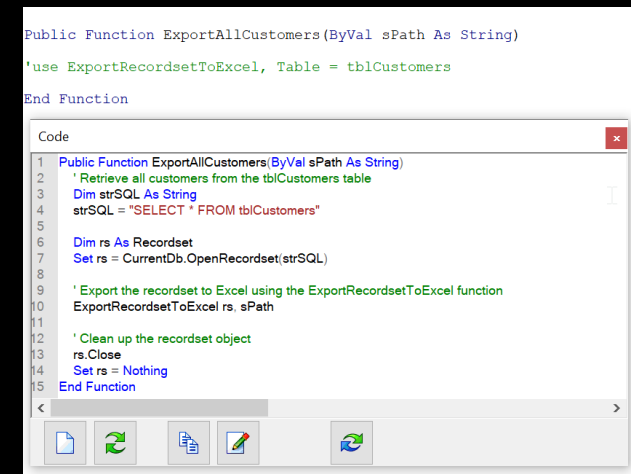 Public Function ExportAllCustomers(ByVal sPath As String)
'use ExportRecordsetToExcel, Table = tblCustomers
End Function
Code
1 Public Function ExportAllCustomers(ByVal sPath As String)
2 ' Retrieve all customers from the tblCustomers table
3 Dim strSQL As String
4 strSQL = "SELECT * FROM tblCustomers"
5
6 Dim rs As Recordset
7 Set rs = CurrentDb.OpenRecordset(strSQL)
8
9 ' Export the recordset to Excel using the ExportRecordsetToExcel function
10 ExportRecordsetToExcel rs, sPath
11
12 ' Clean up the recordset object
13 rs.Close
14 Set rs = Nothing
15 End Function